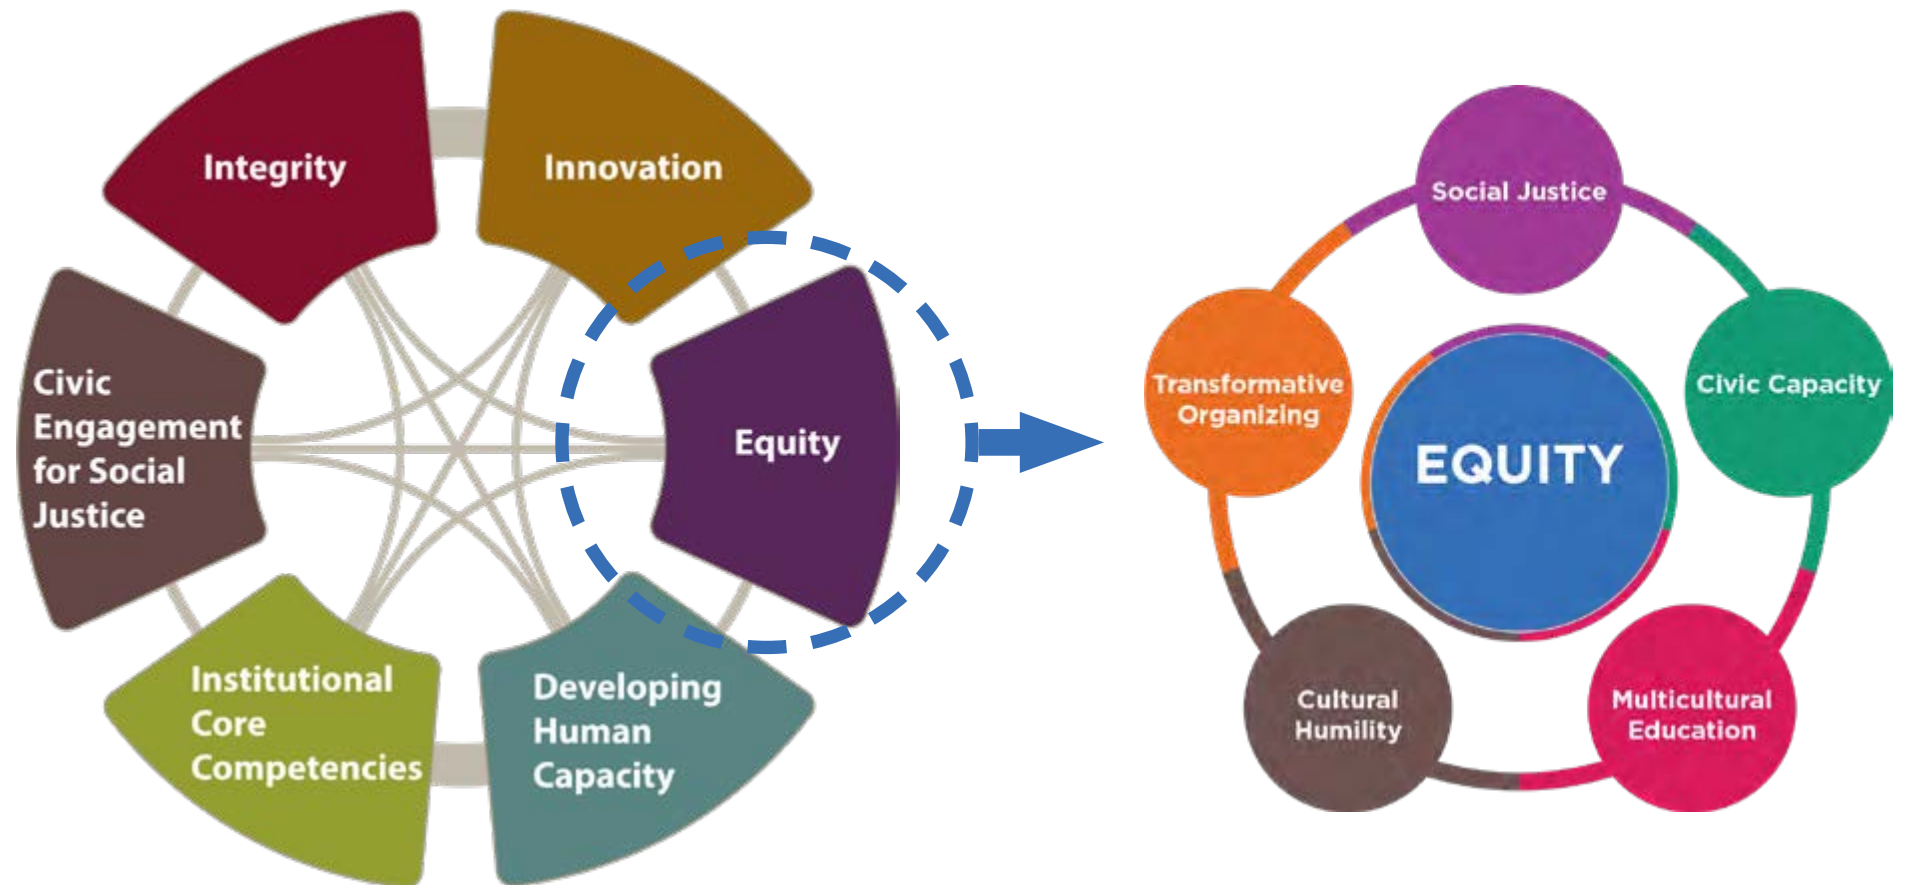 Integrity
Innovation
Civic
Engagement
for Social
Justice
Equity
Institutional
Core
Competencies
Developing
Human
Capacity
Social Justice
Transformative
Organizing
Civic Capacity
EQUITY
Cultural
Humility
Multicultural
Education